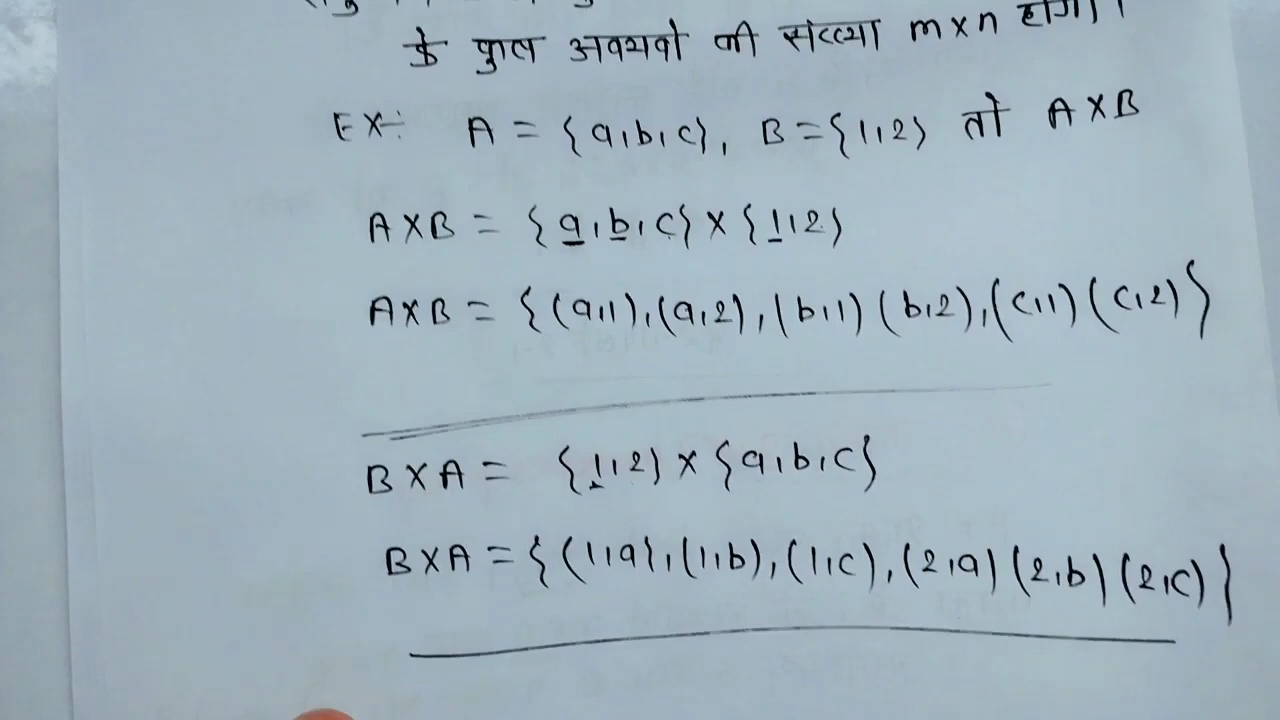 के कुल अवयवो की संख्या m×n होगी।
EX:- A = {a,b,c}, B={1,2} तो A×B
A×B = {a,b,c}×{1,2}
A×B = {(a,1),(a,2),(b,1)(b,2),(c,1)(c,2)}
B×A = {1,2}×{a,b,c}
B×A={(1,a),(1,b),(1,c),(2,a)(2,b)(2,c)}